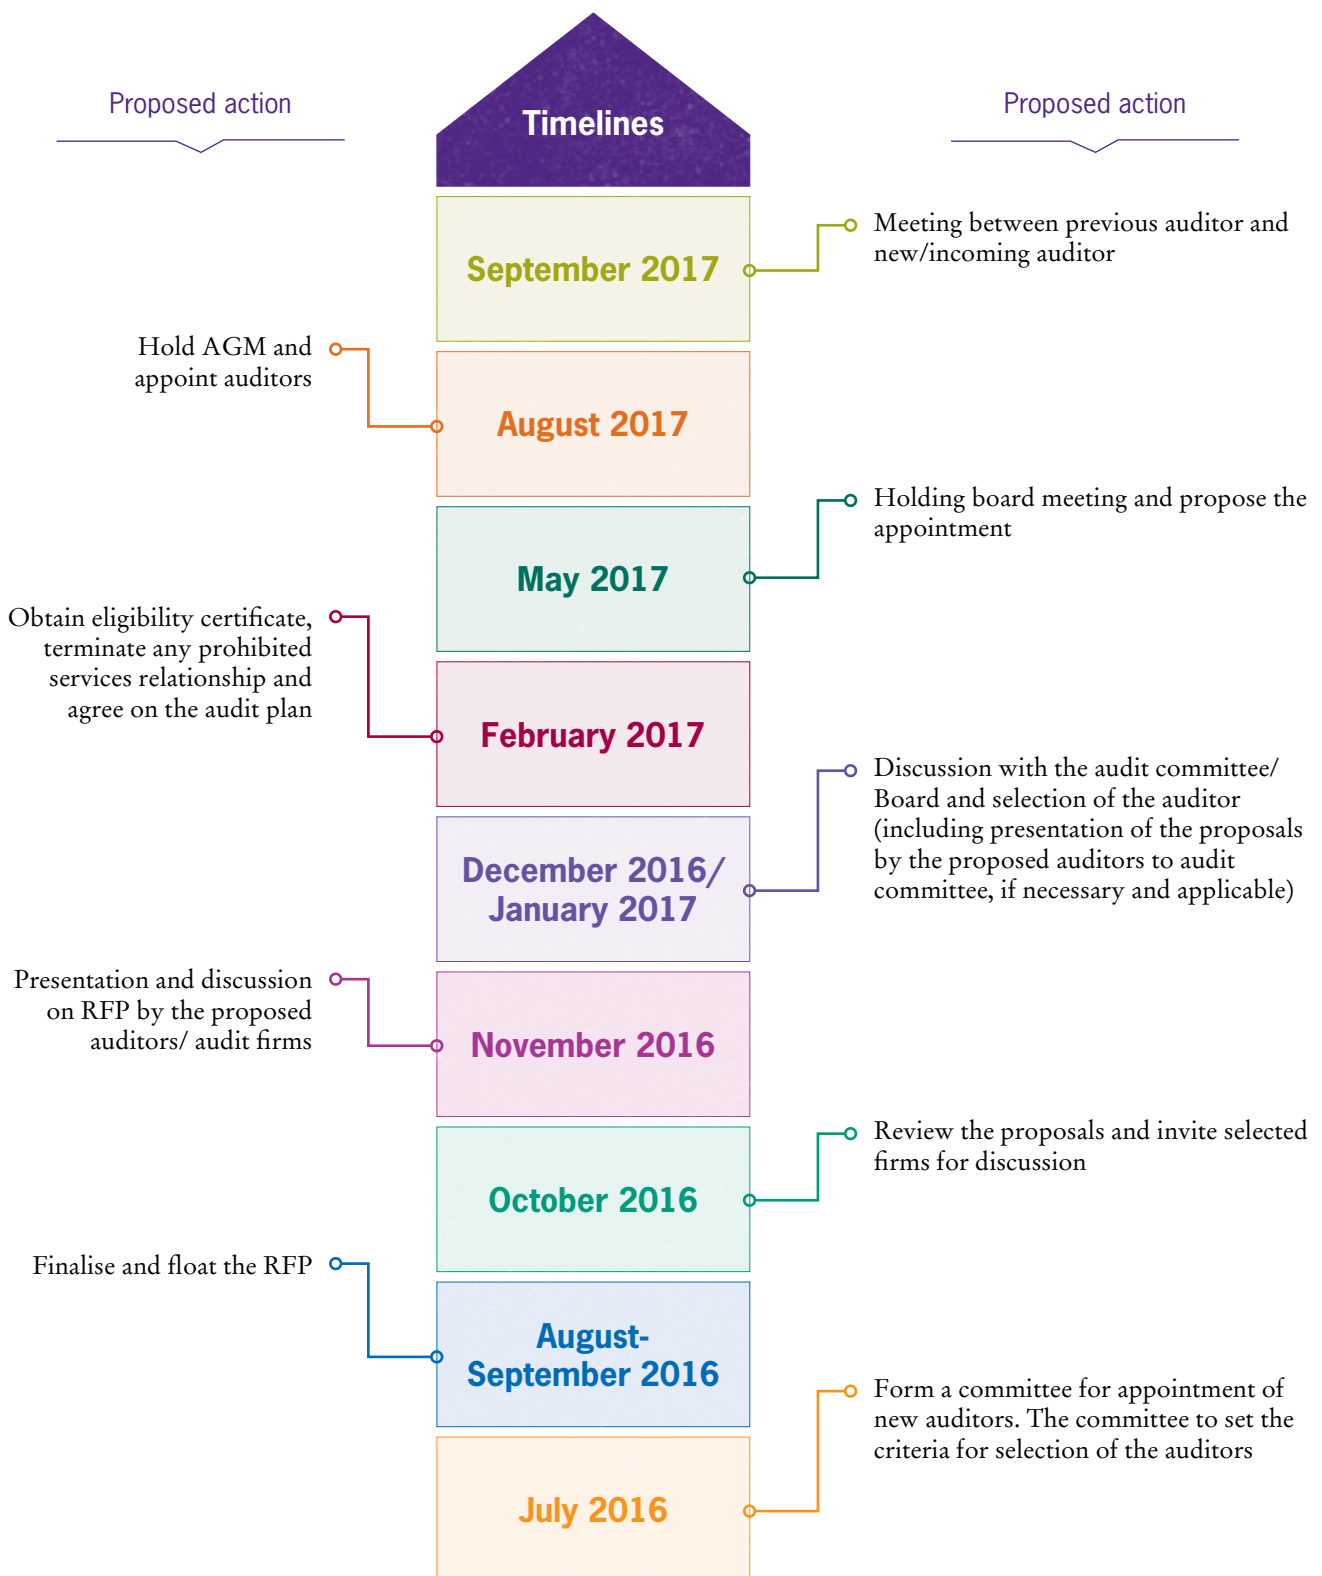 Proposed action
Timelines
Proposed action
September 2017
Meeting between previous auditor and
new/incoming auditor
Hold AGM and
appoint auditors
August 2017
Holding board meeting and propose the
appointment
May 2017
Obtain eligibility certificate,
terminate any prohibited
services relationship and
agree on the audit plan
February 2017
Discussion with the audit committee/
Board and selection of the auditor
(including presentation of the proposals
by the proposed auditors to audit
committee, if necessary and applicable)
December 2016/
January 2017
Presentation and discussion
on RFP by the proposed
auditors/ audit firms
November 2016
Review the proposals and invite selected
firms for discussion
October 2016
Finalise and float the RFP
August-
September 2016
Form a committee for appointment of
new auditors. The committee to set the
criteria for selection of the auditors
July 2016